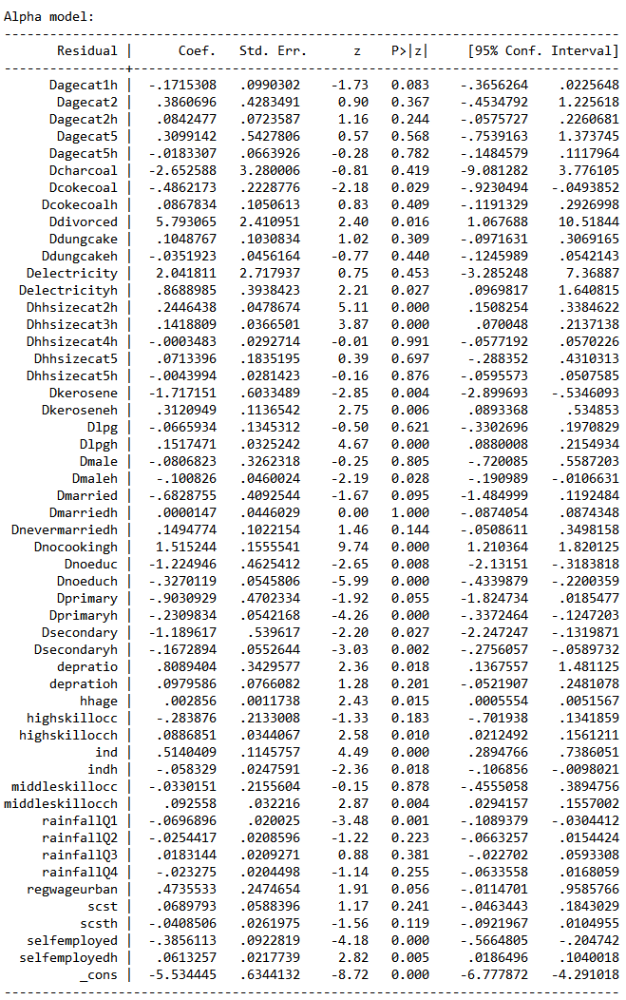 Alpha model:
------------------------------------------------------------------------------
Residual | Coef. Std. Err. z P>|z| [95% Conf. Interval]
-------------+----------------------------------------------------------------
Dagecat1h | -.1715308 .0990302 -1.73 0.083 -.3656264 .0225648
Dagecat2 | .3860696 .4283491 0.90 0.367 -.4534792 1.225618
Dagecat2h | .0842477 .0723587 1.16 0.244 -.0575727 .2260681
Dagecat5 | .3099142 .5427806 0.57 0.568 -.7539163 1.373745
Dagecat5h | -.0183307 .0663926 -0.28 0.782 -.1484579 .1117964
Dcharcoal | -2.652588 3.280006 -0.81 0.419 -9.081282 3.776105
Dcokecoal | -.4862173 .2228776 -2.18 0.029 -.9230494 -.0493852
Dcokecoalh | .0867834 .1050613 0.83 0.409 -.1191329 .2926998
Ddivorced | 5.793065 2.410951 2.40 0.016 1.067688 10.51844
Ddungcake | .1048767 .1030834 1.02 0.309 -.0971631 .3069165
Ddungcakeh | -.0351923 .0456164 -0.77 0.440 -.1245989 .0542143
Delectricity | 2.041811 2.717937 0.75 0.453 -3.285248 7.36887
Delectricityh | .8688985 .3938423 2.21 0.027 .0969817 1.640815
Dhhsizecat2h | .2446438 .0478674 5.11 0.000 .1508254 .3384622
Dhhsizecat3h | .1418809 .0366501 3.87 0.000 .070048 .2137138
Dhhsizecat4h | -.0003483 .0292714 -0.01 0.991 -.0577192 .0570226
Dhhsizecat5 | .0713396 .1835195 0.39 0.697 -.288352 .4310313
Dhhsizecat5h | -.0043994 .0281423 -0.16 0.876 -.0595573 .0507585
Dkerosene | -1.717151 .6033489 -2.85 0.004 -2.899693 -.5346093
Dkeroseneh | .3120949 .1136542 2.75 0.006 .0893368 .534853
Dlpg | -.0665934 .1345312 -0.50 0.621 -.3302696 .1970829
Dlpgh | .1517471 .0325242 4.67 0.000 .0880008 .2154934
Dmale | -.0806823 .3262318 -0.25 0.805 -.720085 .5587203
Dmaleh | -.100826 .0460024 -2.19 0.028 -.190989 -.0106631
Dmarried | -.6828755 .4092544 -1.67 0.095 -1.484999 .1192484
Dmarriedh | .0000147 .0446029 0.00 1.000 -.0874054 .0874348
Dnevermarriedh | .1494774 .1022154 1.46 0.144 -.0508611 .3498158
Dnocookingh | 1.515244 .1555541 9.74 0.000 1.210364 1.820125
Dnoeduc | -1.224946 .4625412 -2.65 0.008 -2.13151 -.3183818
Dnoeduch | -.3270119 .0545806 -5.99 0.000 -.4339879 -.2200359
Dprimary | -.9030929 .4702334 -1.92 0.055 -1.824734 .0185477
Dprimaryh | -.2309834 .0542168 -4.26 0.000 -.3372464 -.1247203
Dsecondary | -1.189617 .539617 -2.20 0.027 -2.247247 -.1319871
Dsecondaryh | -.1672894 .0552644 -3.03 0.002 -.2756057 -.0589732
depratio | .8089404 .3429577 2.36 0.018 .1367557 1.481125
depratioh | .0979586 .0766082 1.28 0.201 -.0521907 .2481078
hhage | .002856 .0011738 2.43 0.015 .0005554 .0051567
highskillocc | -.283876 .2133008 -1.33 0.183 -.701938 .1341859
highskillocch | .0886851 .0344067 2.58 0.010 .0212492 .1561211
ind | .5140409 .1145757 4.49 0.000 .2894766 .7386051
indh | -.058329 .0247591 -2.36 0.018 -.106856 -.0098021
middleskillocc | -.0330151 .2155604 -0.15 0.878 -.4555058 .3894756
middleskillocch | .092558 .032216 2.87 0.004 .0294157 .1557002
rainfallQ1 | -.0696896 .020025 -3.48 0.001 -.1089379 -.0304412
rainfallQ2 | -.0254417 .0208596 -1.22 0.223 -.0663257 .0154424
rainfallQ3 | .0183144 .0209271 0.88 0.381 -.022702 .0593308
rainfallQ4 | -.023275 .0204498 -1.14 0.255 -.0633558 .0168059
regwageurban | .4735533 .2474654 1.91 0.056 -.0114701 .9585766
scst | .0689793 .0588396 1.17 0.241 -.0463443 .1843029
scsth | -.0408506 .0261975 -1.56 0.119 -.0921967 .0104955
selfemployed | -.3856113 .0922819 -4.18 0.000 -.5664805 -.204742
selfemployedh | .0613257 .0217739 2.82 0.005 .0186496 .1040018
_cons | -5.534445 .6344132 -8.72 0.000 -6.777872 -4.291018
------------------------------------------------------------------------------